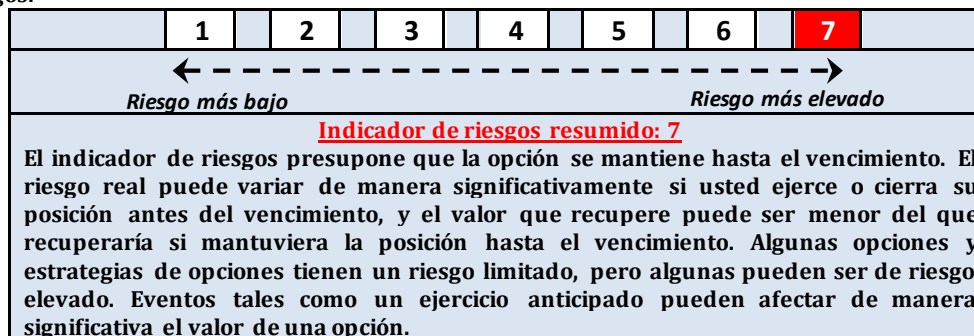 gos.
1 2 3 4 5 6 7
Riesgo más bajo Riesgo más elevado
Indicador de riesgos resumido: 7
El indicador de riesgos presupone que la opción se mantiene hasta el vencimiento. El
riesgo real puede variar de manera significativamente si usted ejerce o cierra su
posición antes del vencimiento, y el valor que recupere puede ser menor del que
recuperaría si mantuviera la posición hasta el vencimiento. Algunas opciones y
estrategias de opciones tienen un riesgo limitado, pero algunas pueden ser de riesgo
elevado. Eventos tales como un ejercicio anticipado pueden afectar de manera
significativa el valor de una opción.